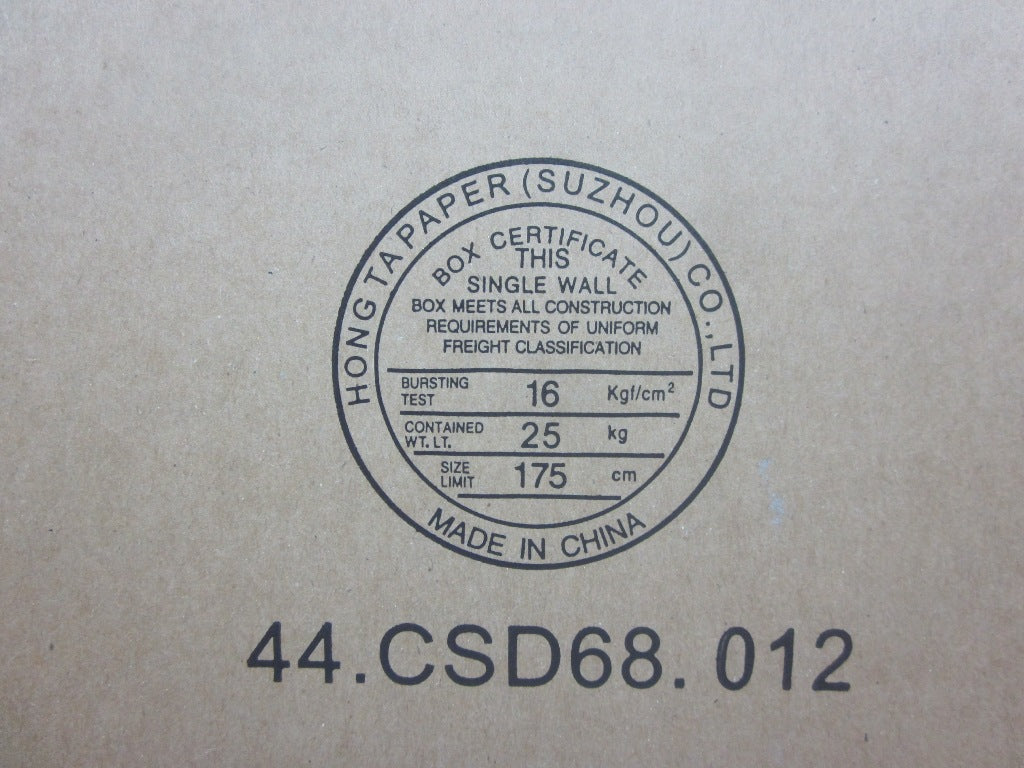 HONG TA PAPER (SUZHOU) CO.,LTD
BOX CERTIFICATE
THIS
SINGLE WALL
BOX MEETS ALL CONSTRUCTION
REQUIREMENTS OF UNIFORM
FREIGHT CLASSIFICATION
BURSTING TEST 16 Kgf/cm²
CONTAINED WT. LT. 25 kg
SIZE LIMIT 175 cm
MADE IN CHINA
44.CSD68. 012